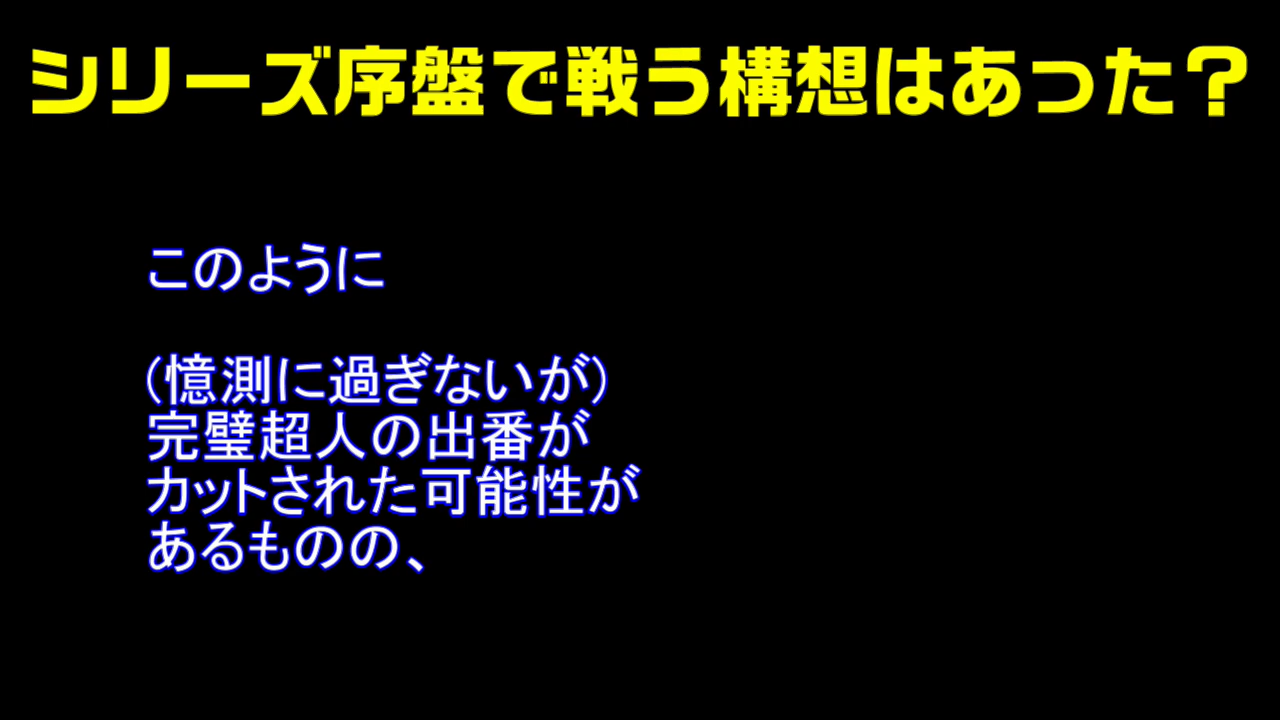 シリーズ序盤で戦う構想はあった？
このように
(憶測に過ぎないが)
完璧超人の出番が
カットされた可能性が
あるものの、